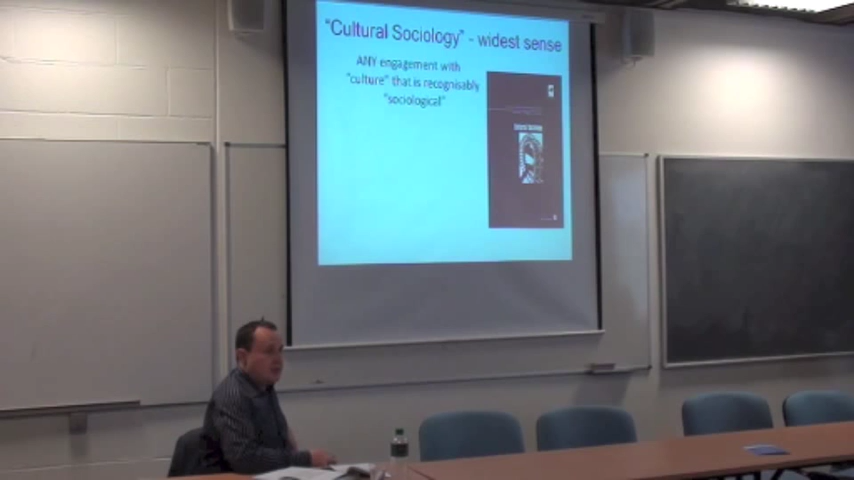 "Cultural Sociology" - widest sense
ANY engagement with
"culture" that is recognisably
"sociological"